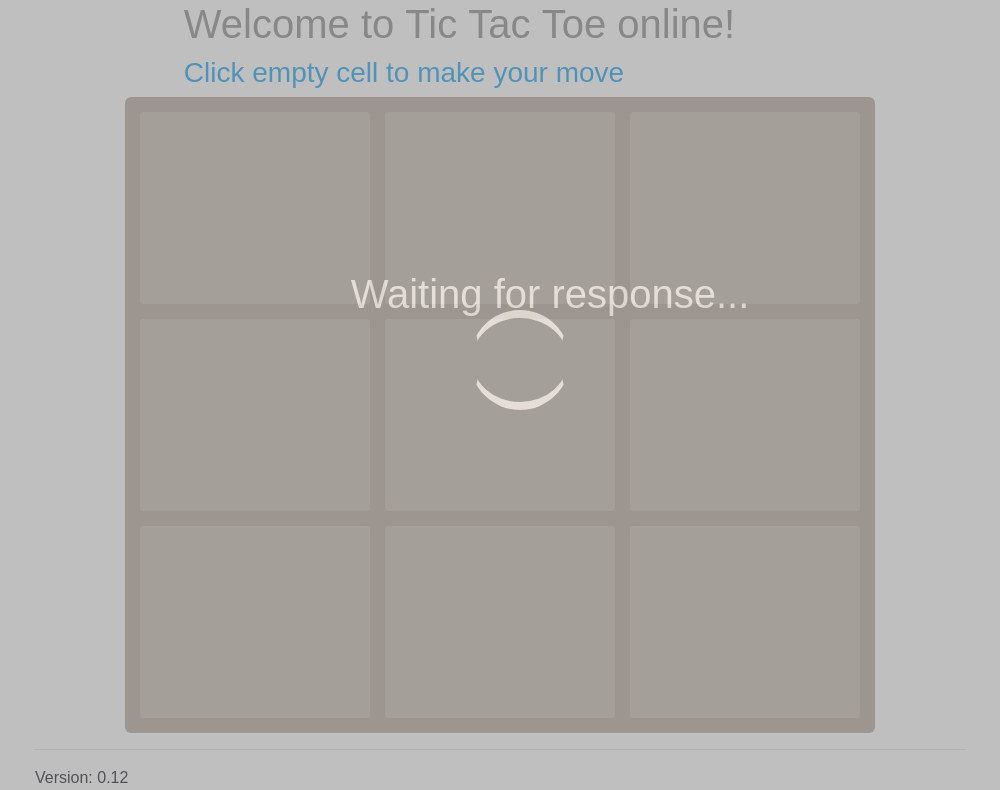 Welcome to Tic Tac Toe online!
Click empty cell to make your move
Waiting for response...
Version: 0.12